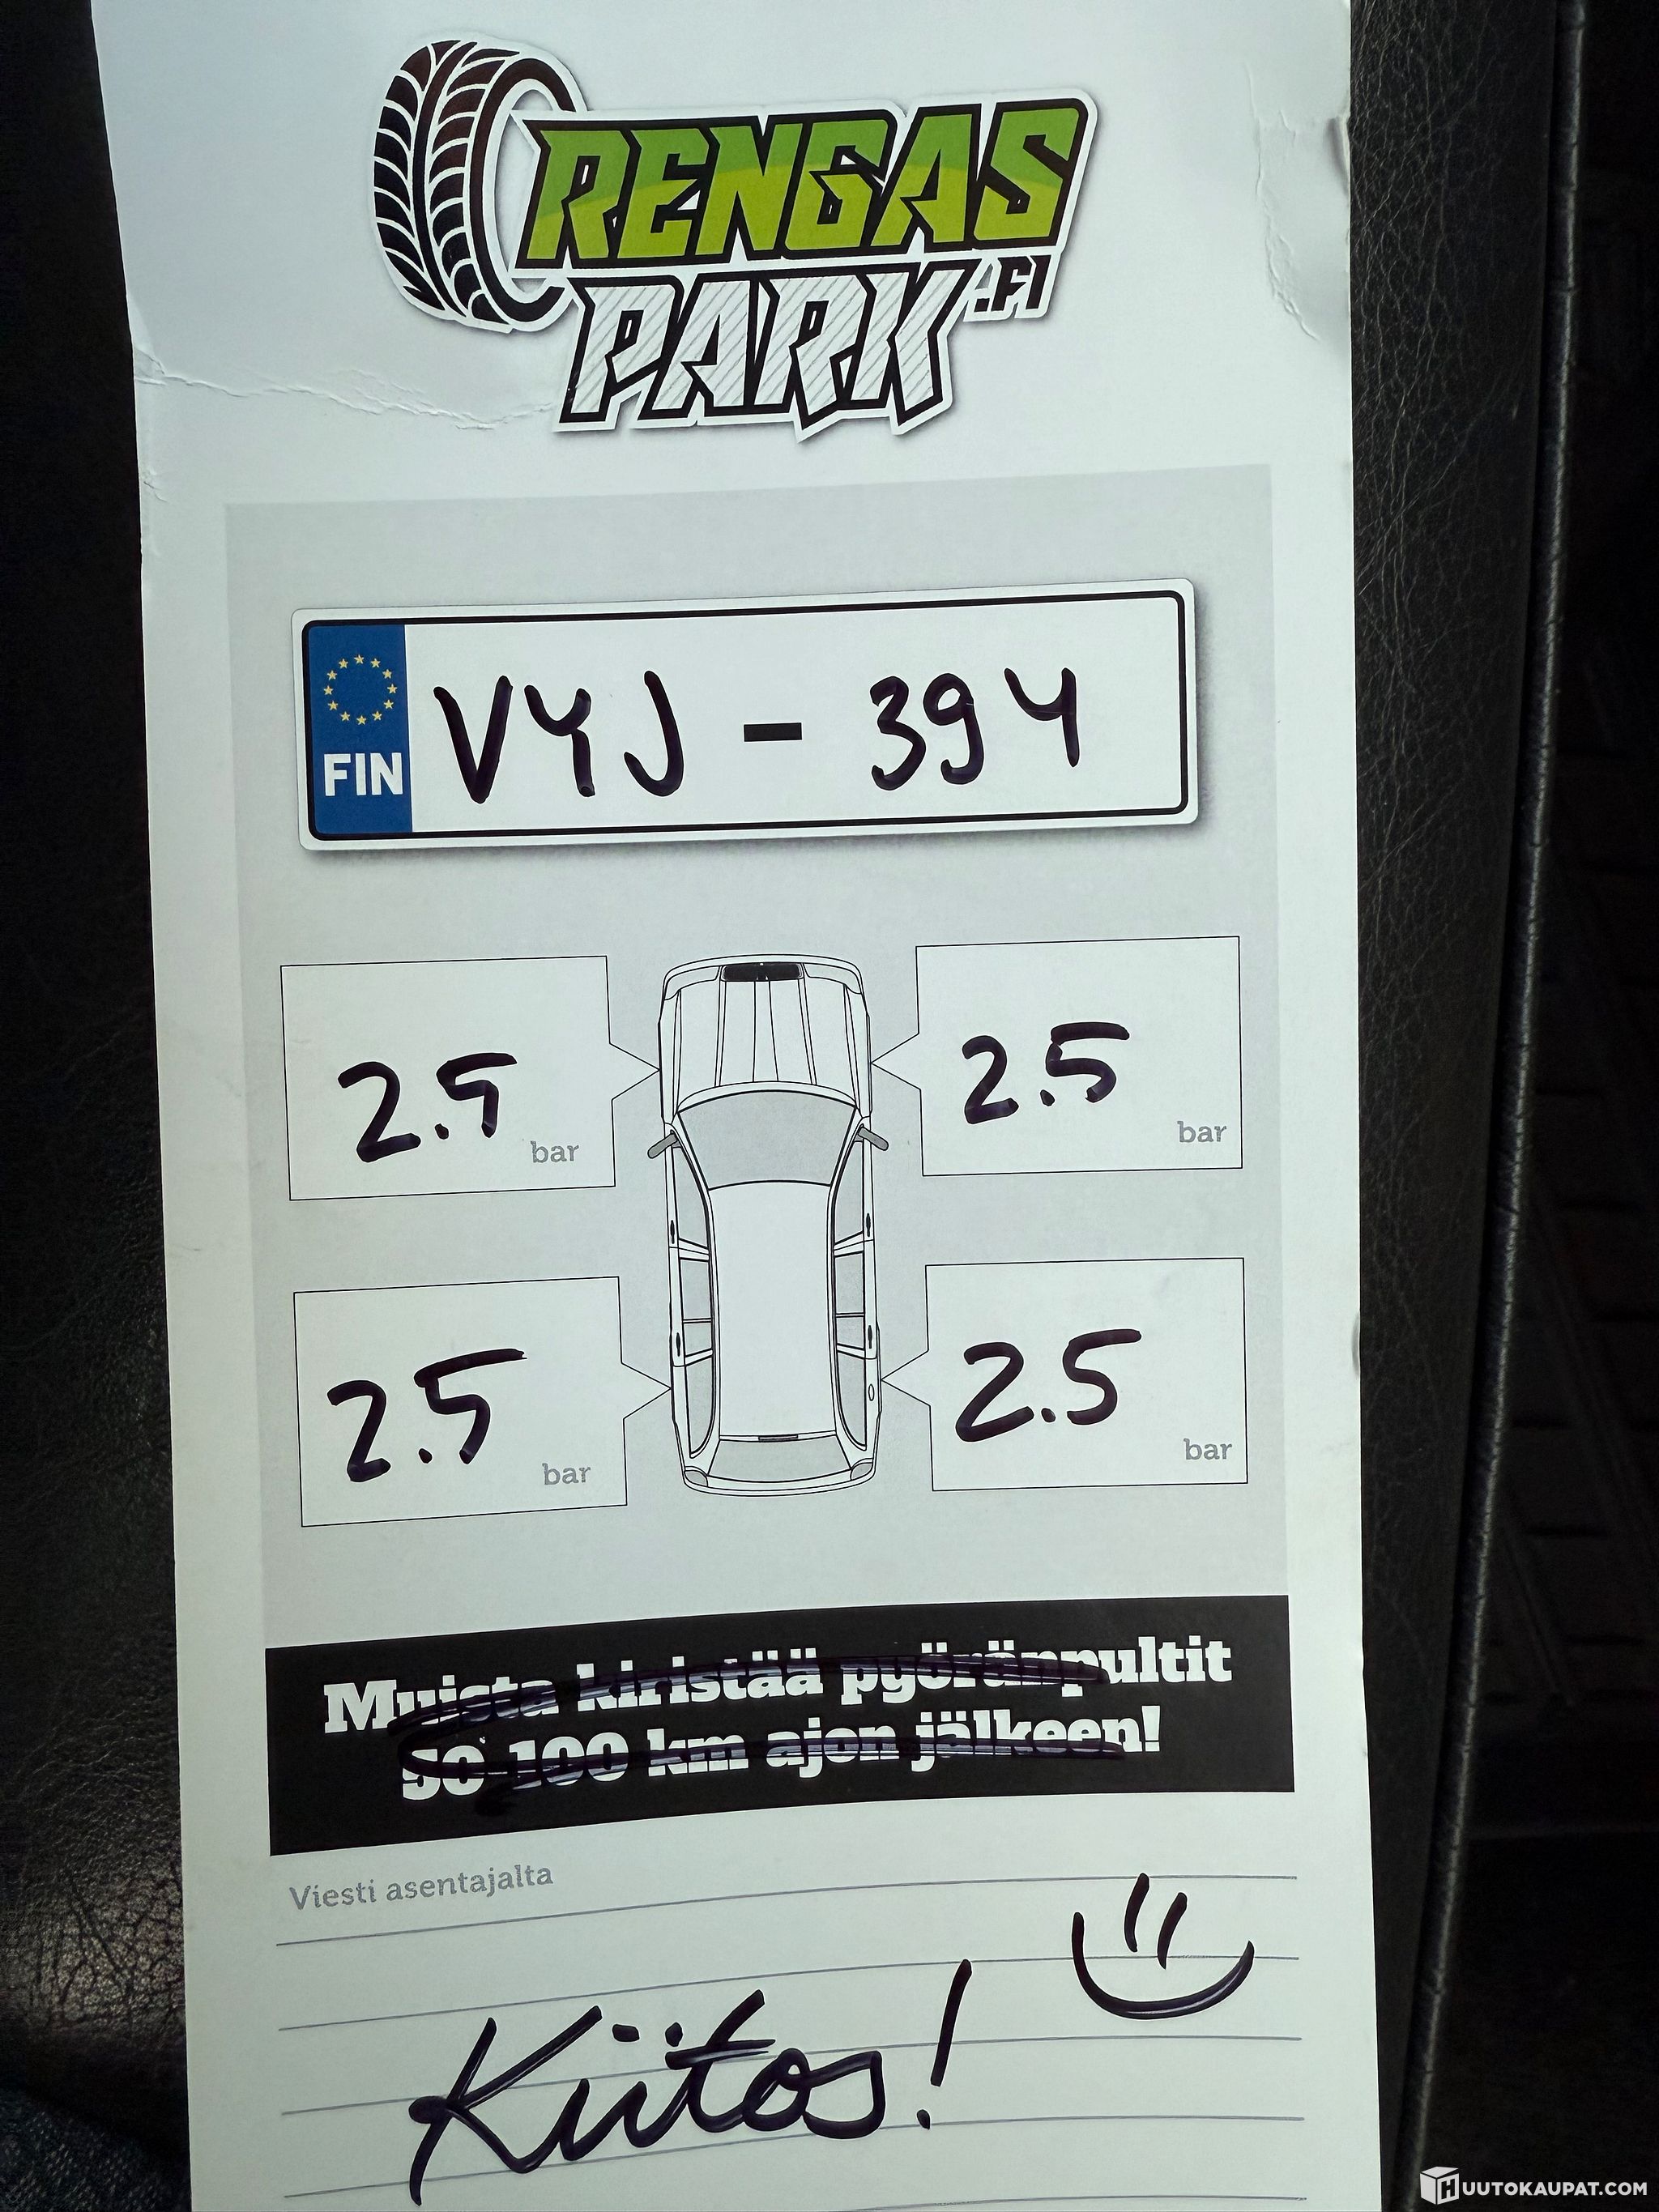 RENGAS
PARK.FI
FIN VYJ - 394
2.5 bar
2.5 bar
2.5 bar
2.5 bar
Muista kiristää pyöränpultit
50-100 km ajon jälkeen!
Viesti asentajalta
Kiitos!
HUUTOKAUPAT.COM